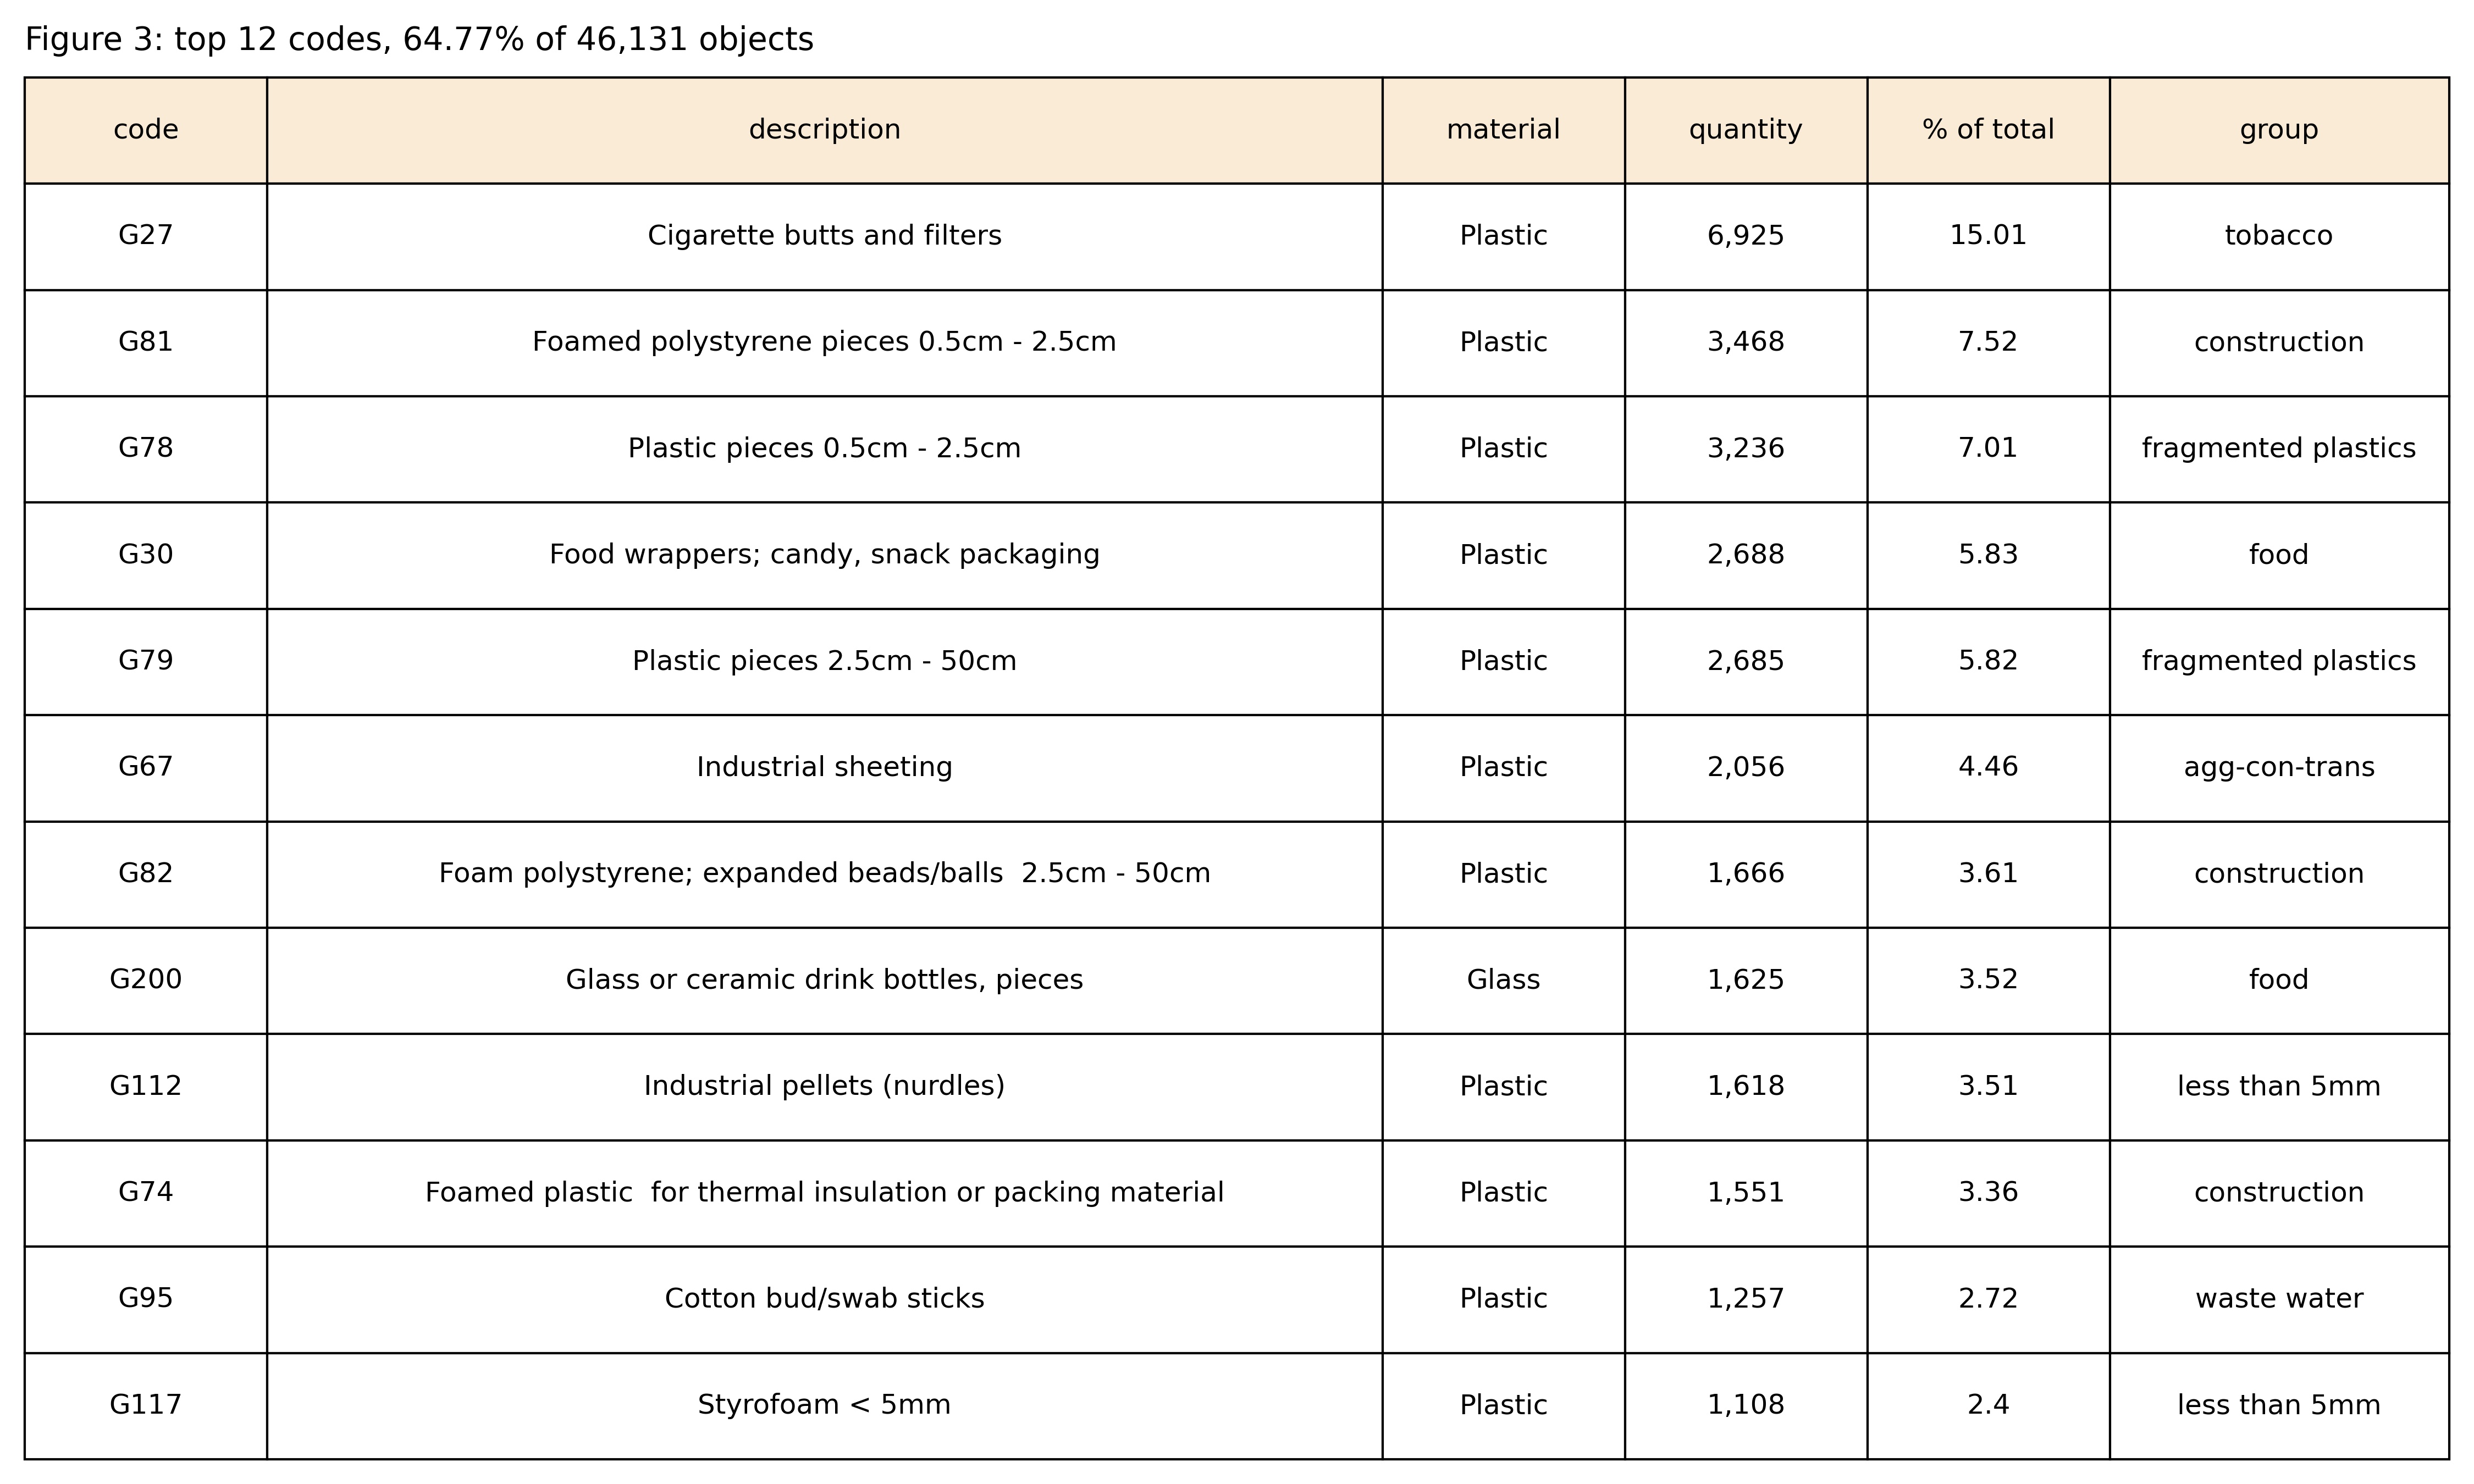 Figure 3: top 12 codes, 64.77% of 46,131 objects
code description material quantity % of total group
G27 Cigarette butts and filters Plastic 6,925 15.01 tobacco
G81 Foamed polystyrene pieces 0.5cm - 2.5cm Plastic 3,468 7.52 construction
G78 Plastic pieces 0.5cm - 2.5cm Plastic 3,236 7.01 fragmented plastics
G30 Food wrappers; candy, snack packaging Plastic 2,688 5.83 food
G79 Plastic pieces 2.5cm - 50cm Plastic 2,685 5.82 fragmented plastics
G67 Industrial sheeting Plastic 2,056 4.46 agg-con-trans
G82 Foam polystyrene; expanded beads/balls  2.5cm - 50cm Plastic 1,666 3.61 construction
G200 Glass or ceramic drink bottles, pieces Glass 1,625 3.52 food
G112 Industrial pellets (nurdles) Plastic 1,618 3.51 less than 5mm
G74 Foamed plastic  for thermal insulation or packing material Plastic 1,551 3.36 construction
G95 Cotton bud/swab sticks Plastic 1,257 2.72 waste water
G117 Styrofoam < 5mm Plastic 1,108 2.4 less than 5mm